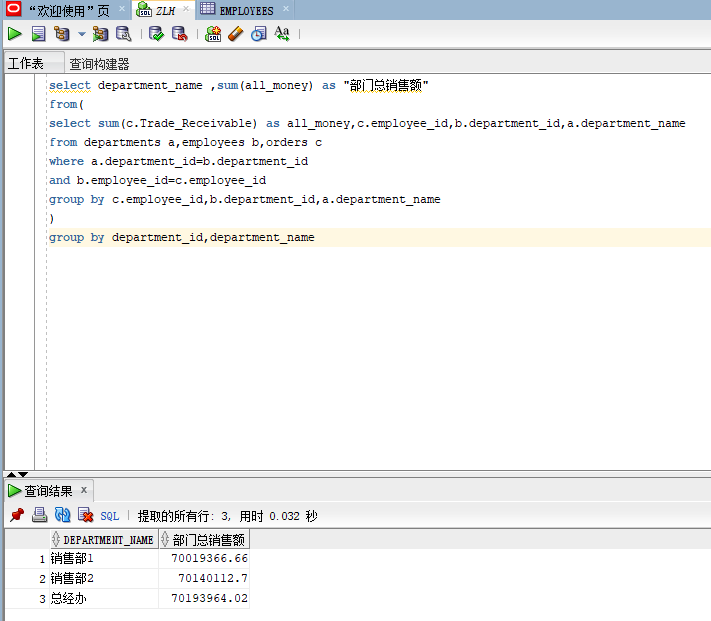 “欢迎使用”页 ZLH EMPLOYEES
工作表 查询构建器
select department_name ,sum(all_money) as "部门总销售额"
from(
select sum(c.Trade_Receivable) as all_money,c.employee_id,b.department_id,a.department_name
from departments a,employees b,orders c
where a.department_id=b.department_id
and b.employee_id=c.employee_id
group by c.employee_id,b.department_id,a.department_name
)
group by department_id,department_name
查询结果 x
SQL | 提取的所有行: 3, 用时 0.032 秒
DEPARTMENT_NAME 部门总销售额
1 销售部1 70019366.66
2 销售部2 70140112.7
3 总经办 70193964.02